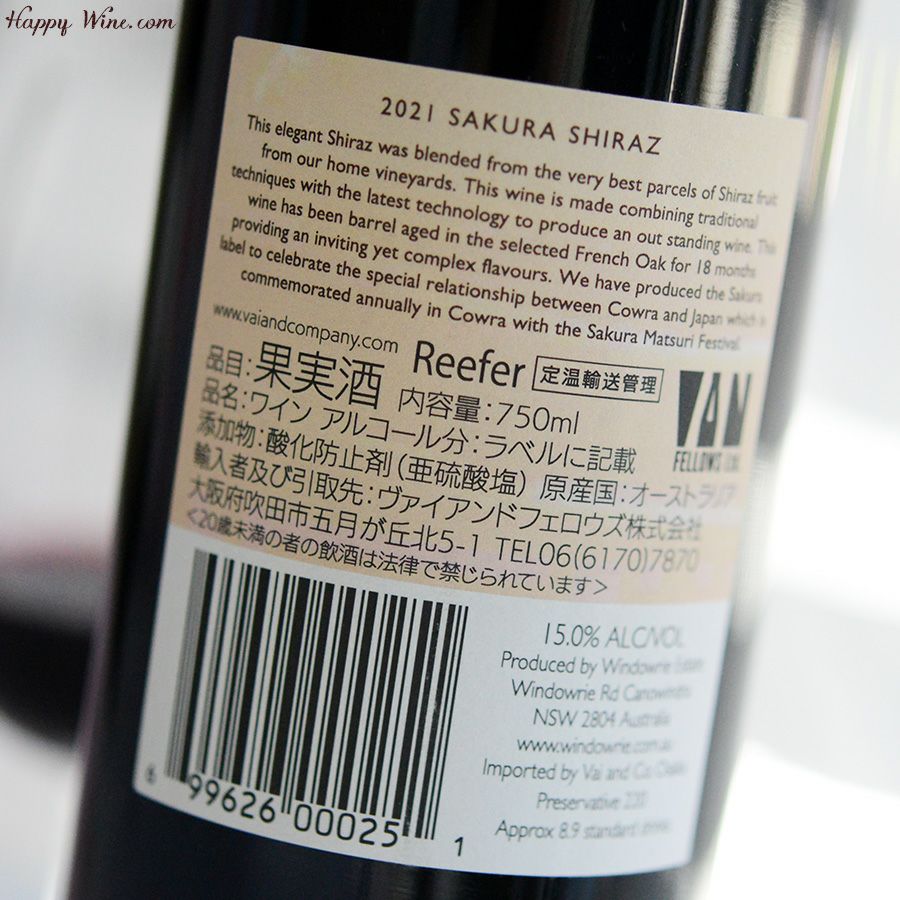 Happy Wine.com
2021 SAKURA SHIRAZ
This elegant Shiraz was blended from the very best parcels of Shiraz fruit
from our home vineyards. This wine is made combining traditional
techniques with the latest technology to produce an out standing wine. This
wine has been barrel aged in the selected French Oak for 18 months
providing an inviting yet complex flavours. We have produced the Sakura
label to celebrate the special relationship between Cowra and Japan which is
commemorated annually in Cowra with the Sakura Matsuri Festival.
www.vaiandcompany.com Reefer 定温輸送管理
品目:果実酒 内容量:750ml
品名:ワイン アルコール分:ラベルに記載
FELLOWS
添加物:酸化防止剤(亜硫酸塩) 原産国:オーストラリア
輸入者及び引取先:ヴァイアンドフェロウズ株式会社
大阪府吹田市五月が丘北5-1 TEL06(6170)7870
<20歳未満の者の飲酒は法律で禁じられています>
15.0% ALC/VOL
Produced by Windowrie Estate
Windowrie Rd Canowindra
NSW 2804 Australia
www.windowrie.com.au
Imported by Vai and Co.
Preservative 220
Approx 8.9 standard drinks
6 99626 00025 1